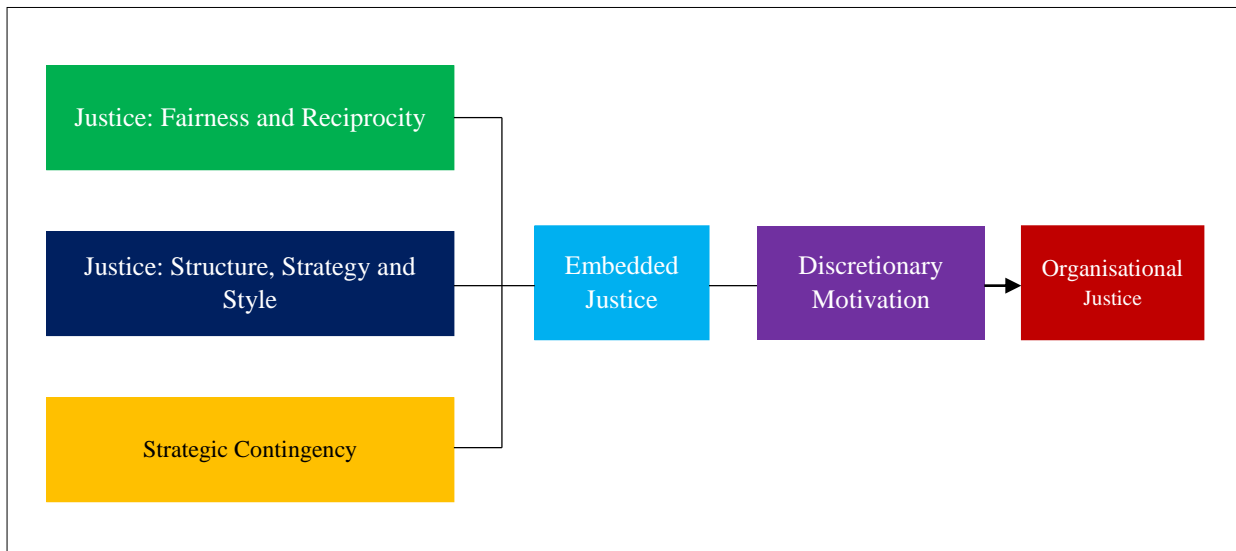 Justice: Fairness and Reciprocity
Justice: Structure, Strategy and
Style
Strategic Contingency
Embedded
Justice
Discretionary
Motivation
Organisational
Justice